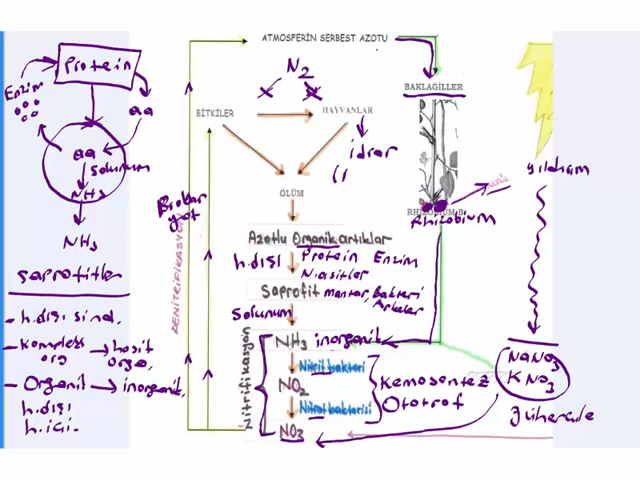 ATMOSFERİN SERBEST AZOTU
N₂
BİTKİLER
HAYVANLAR
BAKLAGİLLER
idrar
ÖLÜM
RHIZOBIUM B
Rhizobium
yıldırım
Azotlu Organik artıklar
h.dışı
Protein Enzim
N.asitler
Saprofit mantar, Bakteri
Arkeler
Solunum
NH₃ inorganik
Nitrit bakteri
NO₂
Nitrat bakterisi
NO₃
Nitrifikasyon
Kemosentez
Ototrof
NaNO₃
KNO₃
Güherçile
DENİTRİFİKASYON
Protein
Enzim
aa
aa
Solunum
NH₃
NH₃
Saprofitler
- h.dışı sind.
- Kompleks org → basit orga.
- Organik → inorganik.
h.dışı
h.içi.